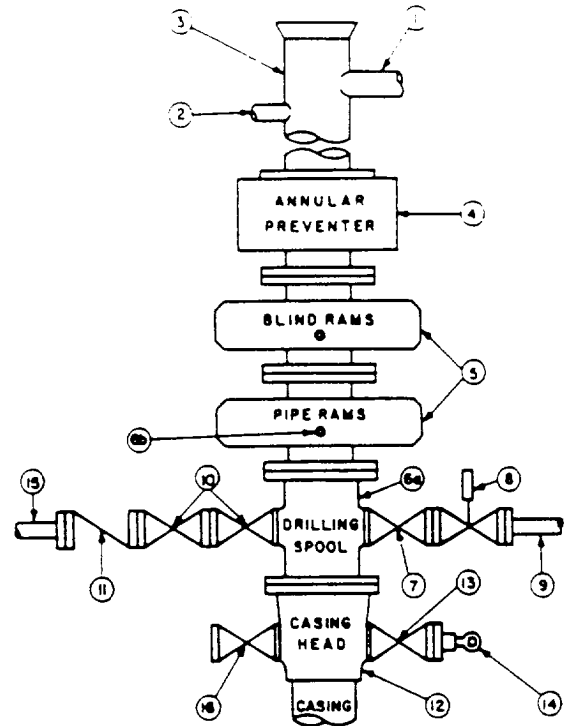 3
1
2
ANNULAR
PREVENTER
4
BLIND RAMS
5
PIPE RAMS
6b
15
10
6a
8
DRILLING
SPOOL
11
7
9
13
CASING
HEAD
16
12
14
CASING